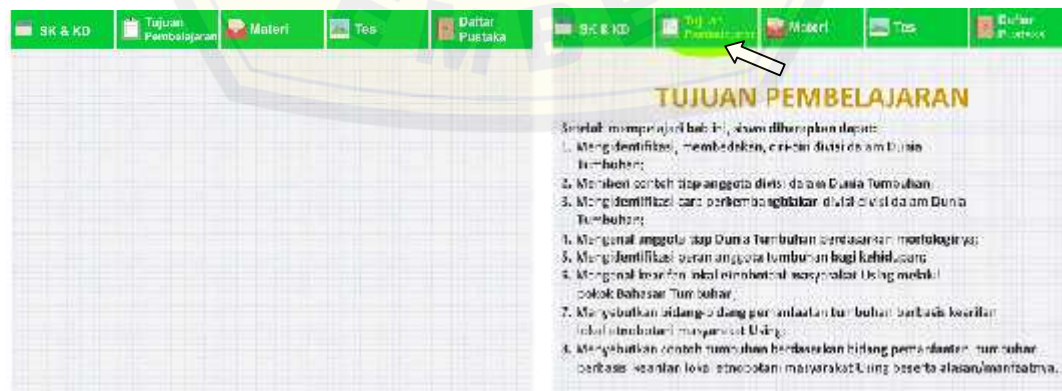 SK & KD Tujuan Pembelajaran Materi Tes Daftar Pustaka
SK & KD Tujuan Pembelajaran Materi Tes Daftar Pustaka
TUJUAN PEMBELAJARAN
Setelah mempelajari bab ini, siswa diharapkan dapat:
1. Mengidentifikasi, membedakan, ciri-ciri divisi dalam Dunia
Tumbuhan;
2. Memberi contoh tiap anggota divisi dalam Dunia Tumbuhan
3. Mengidentifikasi cara perkembangbiakan divisi-divisi dalam Dunia
Tumbuhan;
4. Mengenal anggota tiap Dunia Tumbuhan berdasarkan morfologinya;
5. Mengidentifikasi peran anggota tumbuhan bagi kehidupan;
6. Mengenal kearifan lokal etnobotani masyarakat Using melalui
pokok Bahasan Tumbuhan;
7. Menyebutkan bidang-bidang pemanfaatan tumbuhan berbasis kearifan
lokal etnobotani masyarakat Using;
8. Menyebutkan contoh tumbuhan berdasarkan bidang pemanfaatan tumbuhan
berbasis kearifan lokal etnobotani masyarakat Using beserta alasan/manfaatnya.